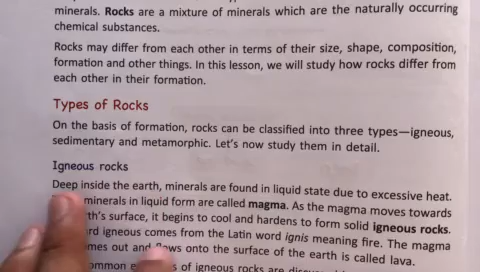 minerals. Rocks are a mixture of minerals which are the naturally occurring
chemical substances.
Rocks may differ from each other in terms of their size, shape, composition,
formation and other things. In this lesson, we will study how rocks differ from
each other in their formation.
Types of Rocks
On the basis of formation, rocks can be classified into three types—igneous,
sedimentary and metamorphic. Let's now study them in detail.
Igneous rocks
Deep inside the earth, minerals are found in liquid state due to excessive heat.
minerals in liquid form are called magma. As the magma moves towards
surface, it begins to cool and hardens to form solid igneous rocks.
igneous comes from the Latin word ignis meaning fire. The magma
out and flows onto the surface of the earth is called lava.
of igneous rocks are